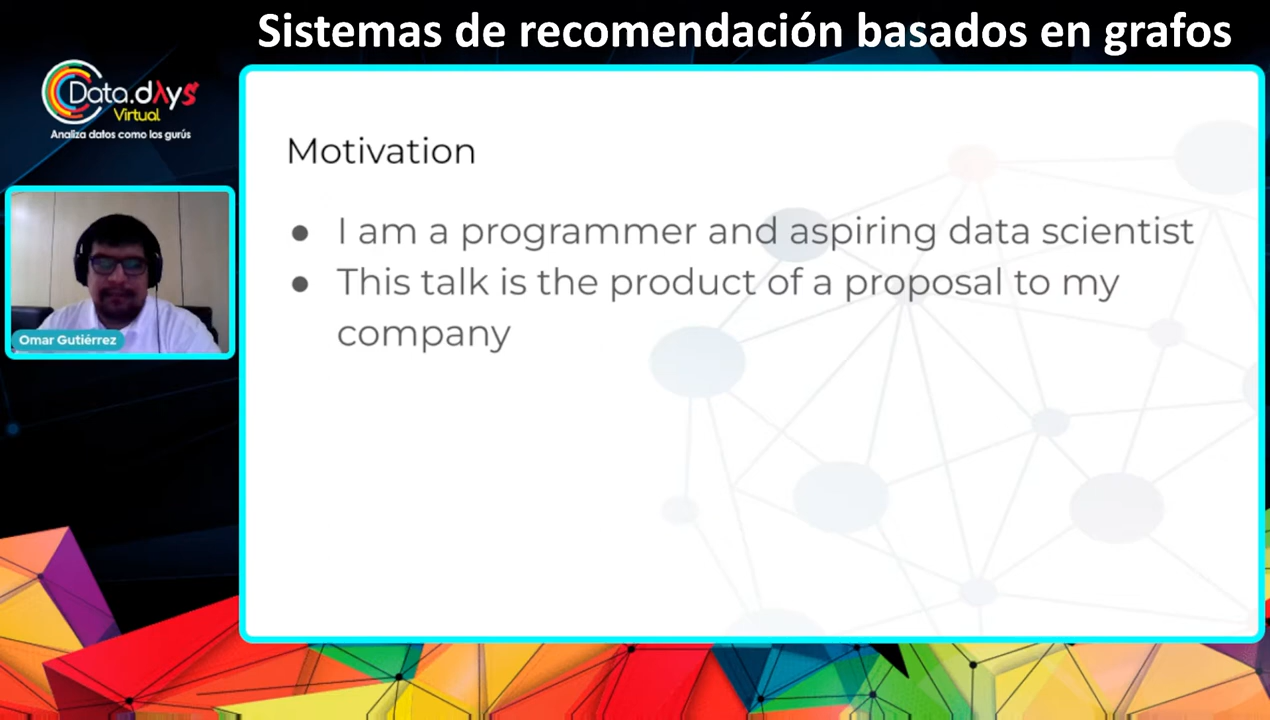 Sistemas de recomendación basados en grafos
Data.dλys
Virtual
Analiza datos como los gurús
Omar Gutiérrez
Motivation
● I am a programmer and aspiring data scientist
● This talk is the product of a proposal to my
company